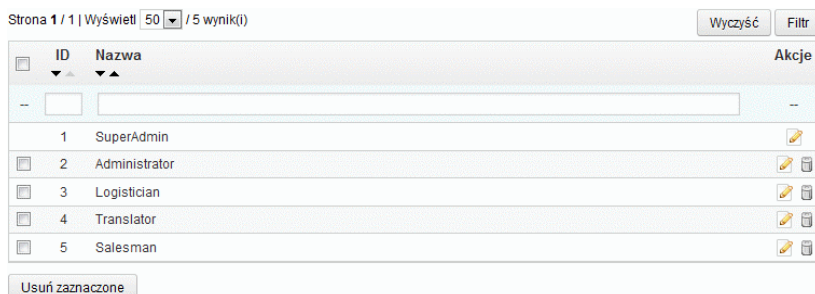 Strona 1 / 1 | Wyświetl 50 / 5 wynik(i) Wyczyść Filtr
ID Nazwa Akcje
-- --
1 SuperAdmin
2 Administrator
3 Logistician
4 Translator
5 Salesman
Usuń zaznaczone